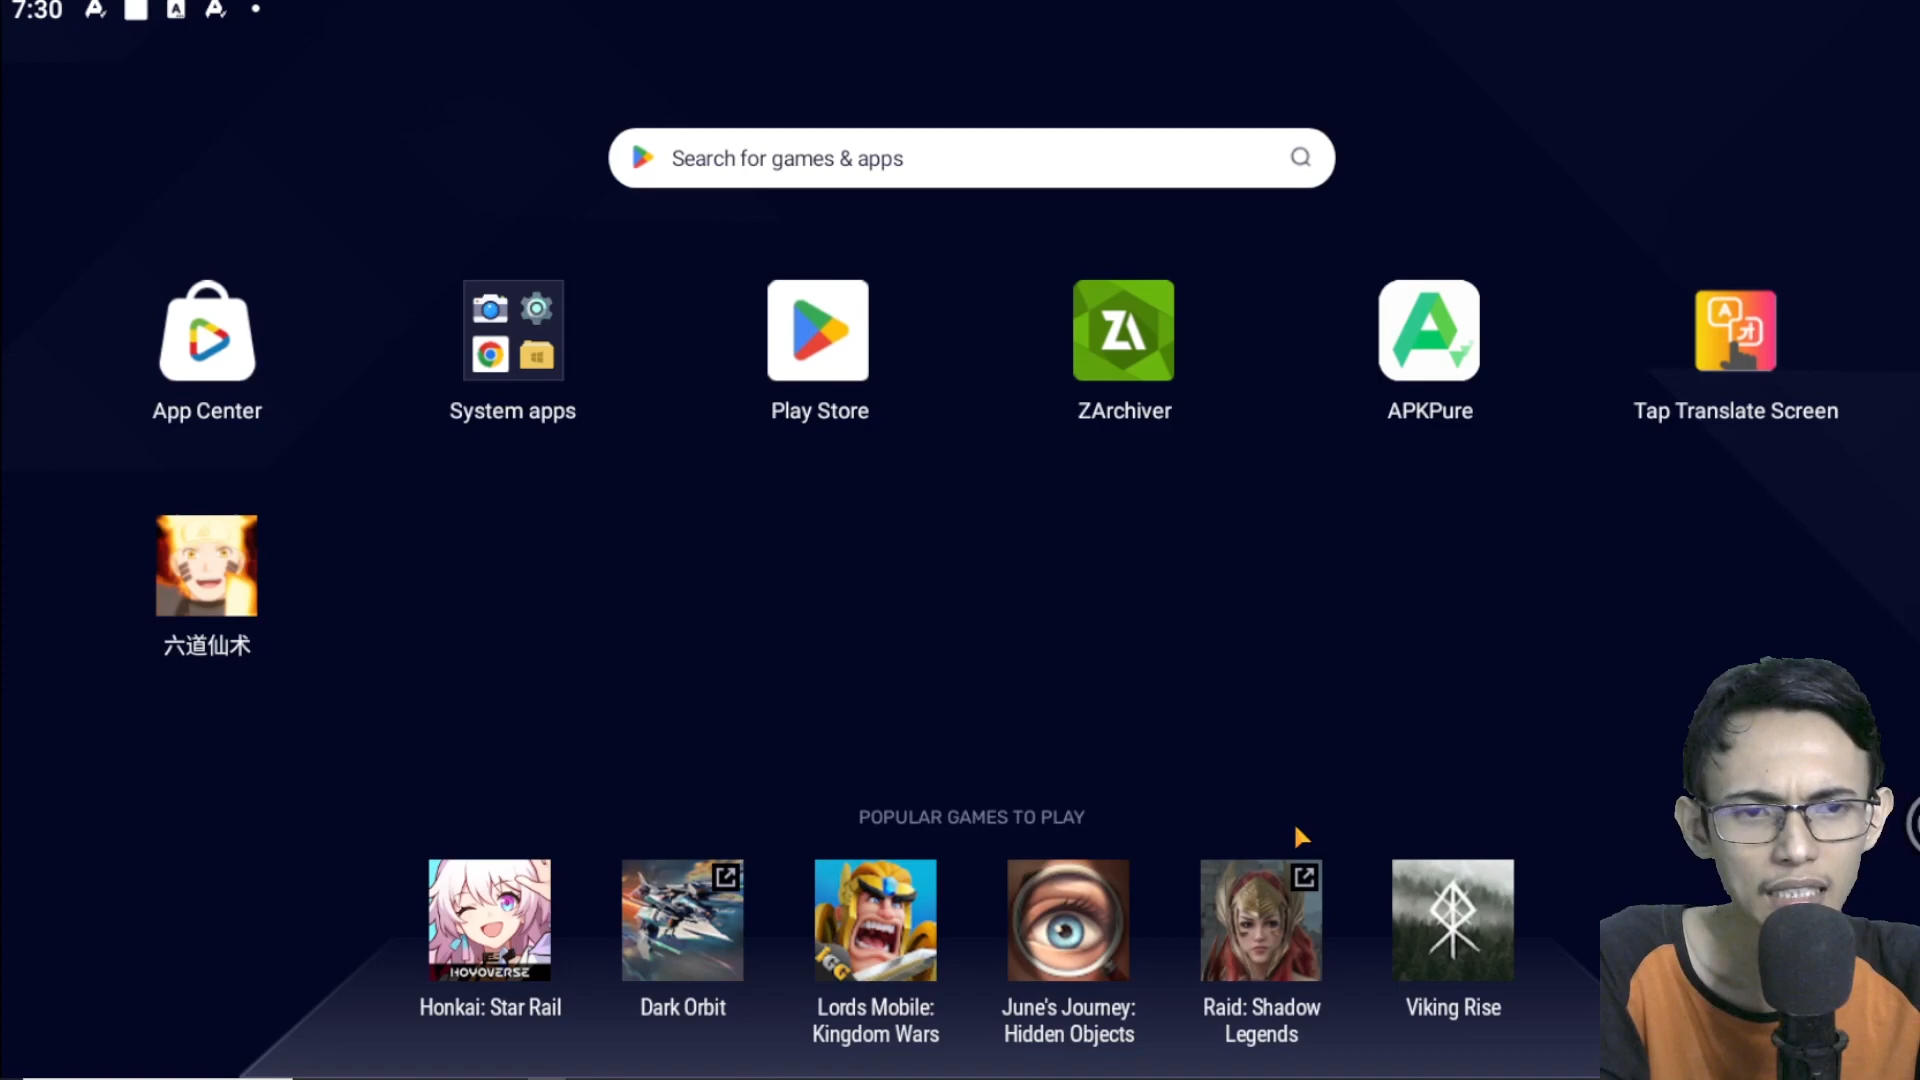 7:30
Search for games & apps
App Center
System apps
Play Store
ZArchiver
APKPure
Tap Translate Screen
六道仙术
POPULAR GAMES TO PLAY
HOYOVERSE
IGG
Honkai: Star Rail
Dark Orbit
Lords Mobile:
Kingdom Wars
June's Journey:
Hidden Objects
Raid: Shadow
Legends
Viking Rise